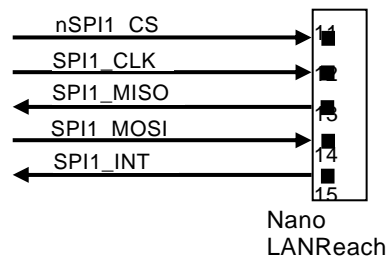 nSPI1_CS
11
SPI1_CLK
12
SPI1_MISO
13
SPI1_MOSI
14
SPI1_INT
15
Nano
LANReach